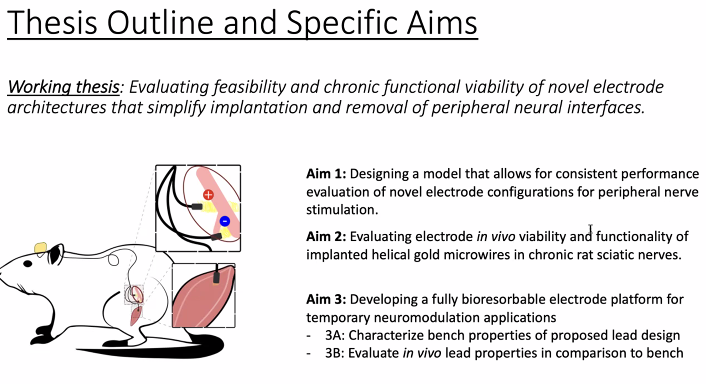 Thesis Outline and Specific Aims
Working thesis: Evaluating feasibility and chronic functional viability of novel electrode
architectures that simplify implantation and removal of peripheral neural interfaces.
+
-
Aim 1: Designing a model that allows for consistent performance
evaluation of novel electrode configurations for peripheral nerve
stimulation.
Aim 2: Evaluating electrode in vivo viability and functionality of
implanted helical gold microwires in chronic rat sciatic nerves.
Aim 3: Developing a fully bioresorbable electrode platform for
temporary neuromodulation applications
- 3A: Characterize bench properties of proposed lead design
- 3B: Evaluate in vivo lead properties in comparison to bench